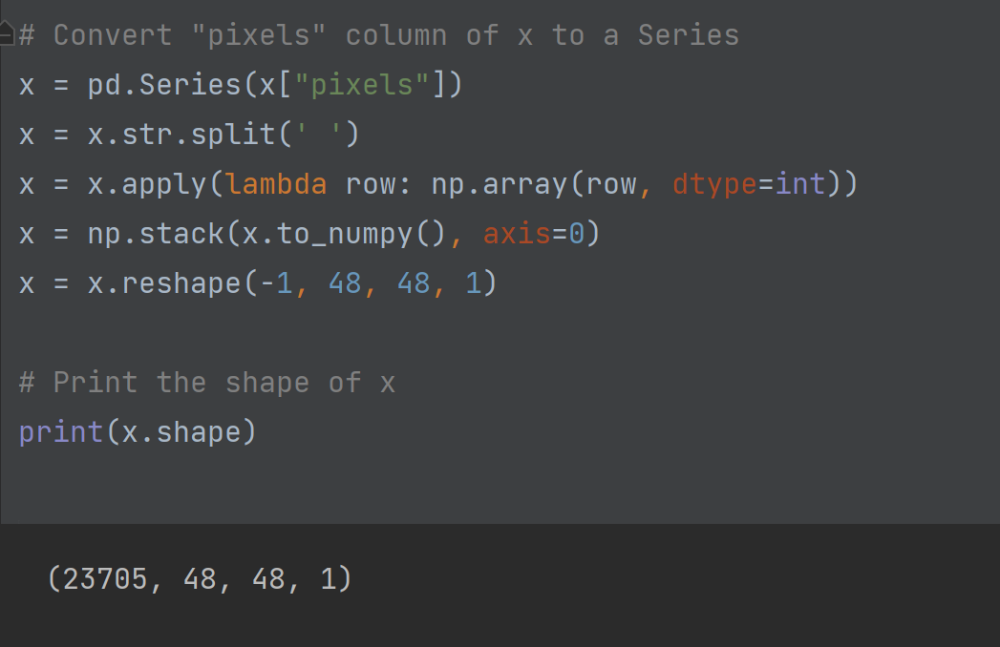 # Convert "pixels" column of x to a Series
x = pd.Series(x["pixels"])
x = x.str.split(' ')
x = x.apply(lambda row: np.array(row, dtype=int))
x = np.stack(x.to_numpy(), axis=0)
x = x.reshape(-1, 48, 48, 1)
# Print the shape of x
print(x.shape)
(23705, 48, 48, 1)